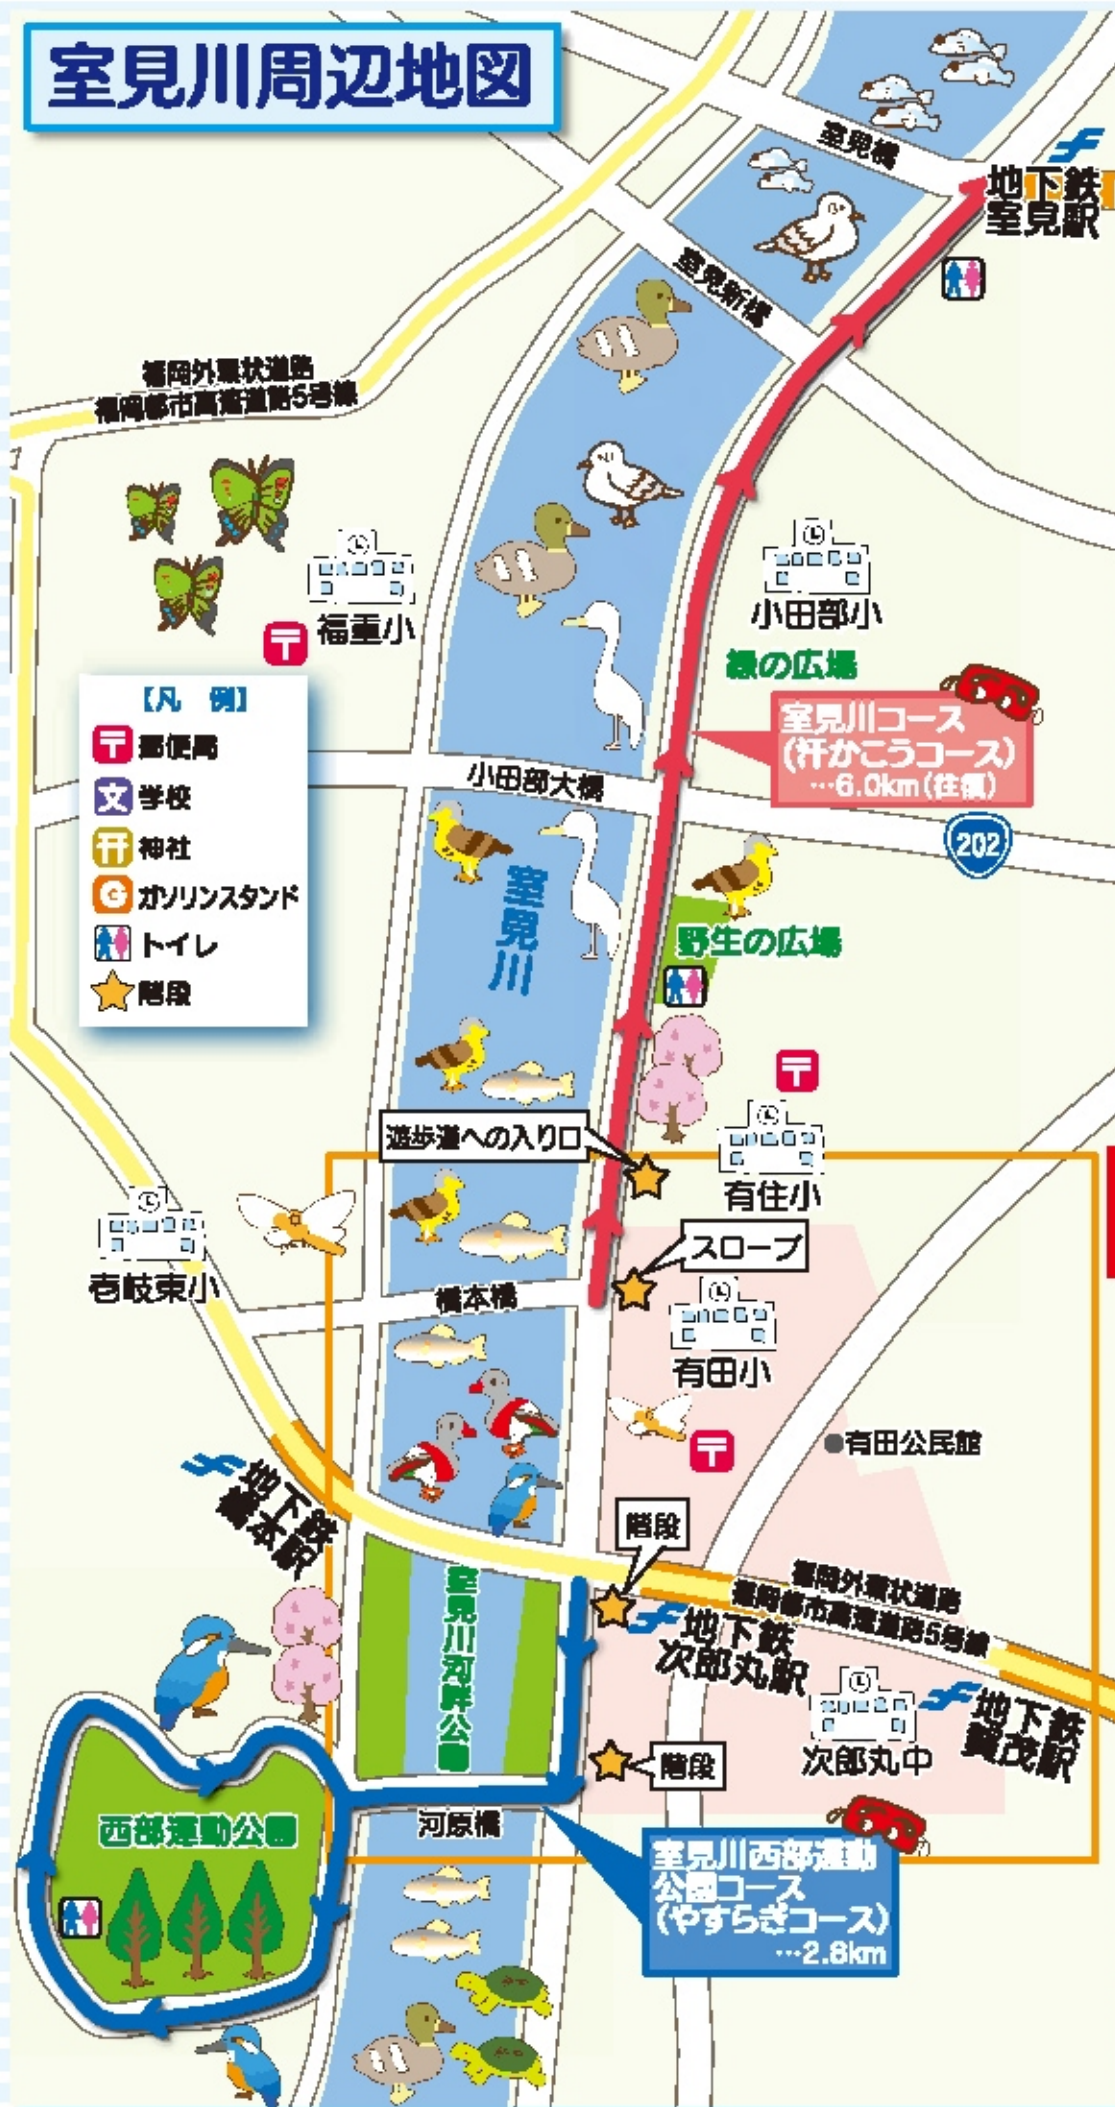 室見川周辺地図
室見橋
地下鉄
室見駅
室見新橋
福岡外環状道路
福岡都市高速道路5号線
福重小
小田部小
緑の広場
【凡 例】
郵便局
文 学校
神社
G ガソリンスタンド
トイレ
階段
室見川コース
(行かこうコース)
…6.0km(往復)
小田部大橋
202
室見川
野生の広場
遊歩道への入り口
有住小
スロープ
壱岐東小
橋本橋
有田小
有田公民館
地下鉄
橋本駅
階段
福岡外環状道路
福岡都市高速道路5号線
室見川河畔公園
地下鉄
次郎丸駅
地下鉄
賀茂駅
次郎丸中
階段
西部運動公園
河原橋
室見川西部運動
公園コース
(やすらぎコース)
…2.8km